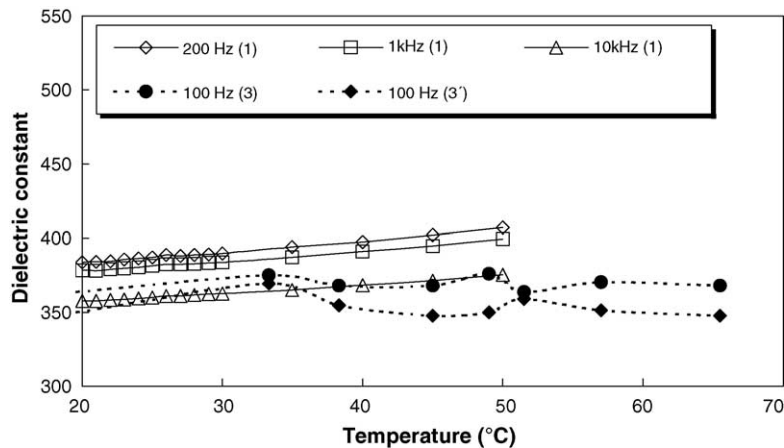 550
500
450
400
350
300
Dielectric constant
200 Hz (1)
1kHz (1)
10kHz (1)
100 Hz (3)
100 Hz (3´)
20
30
40
50
60
70
Temperature (°C)